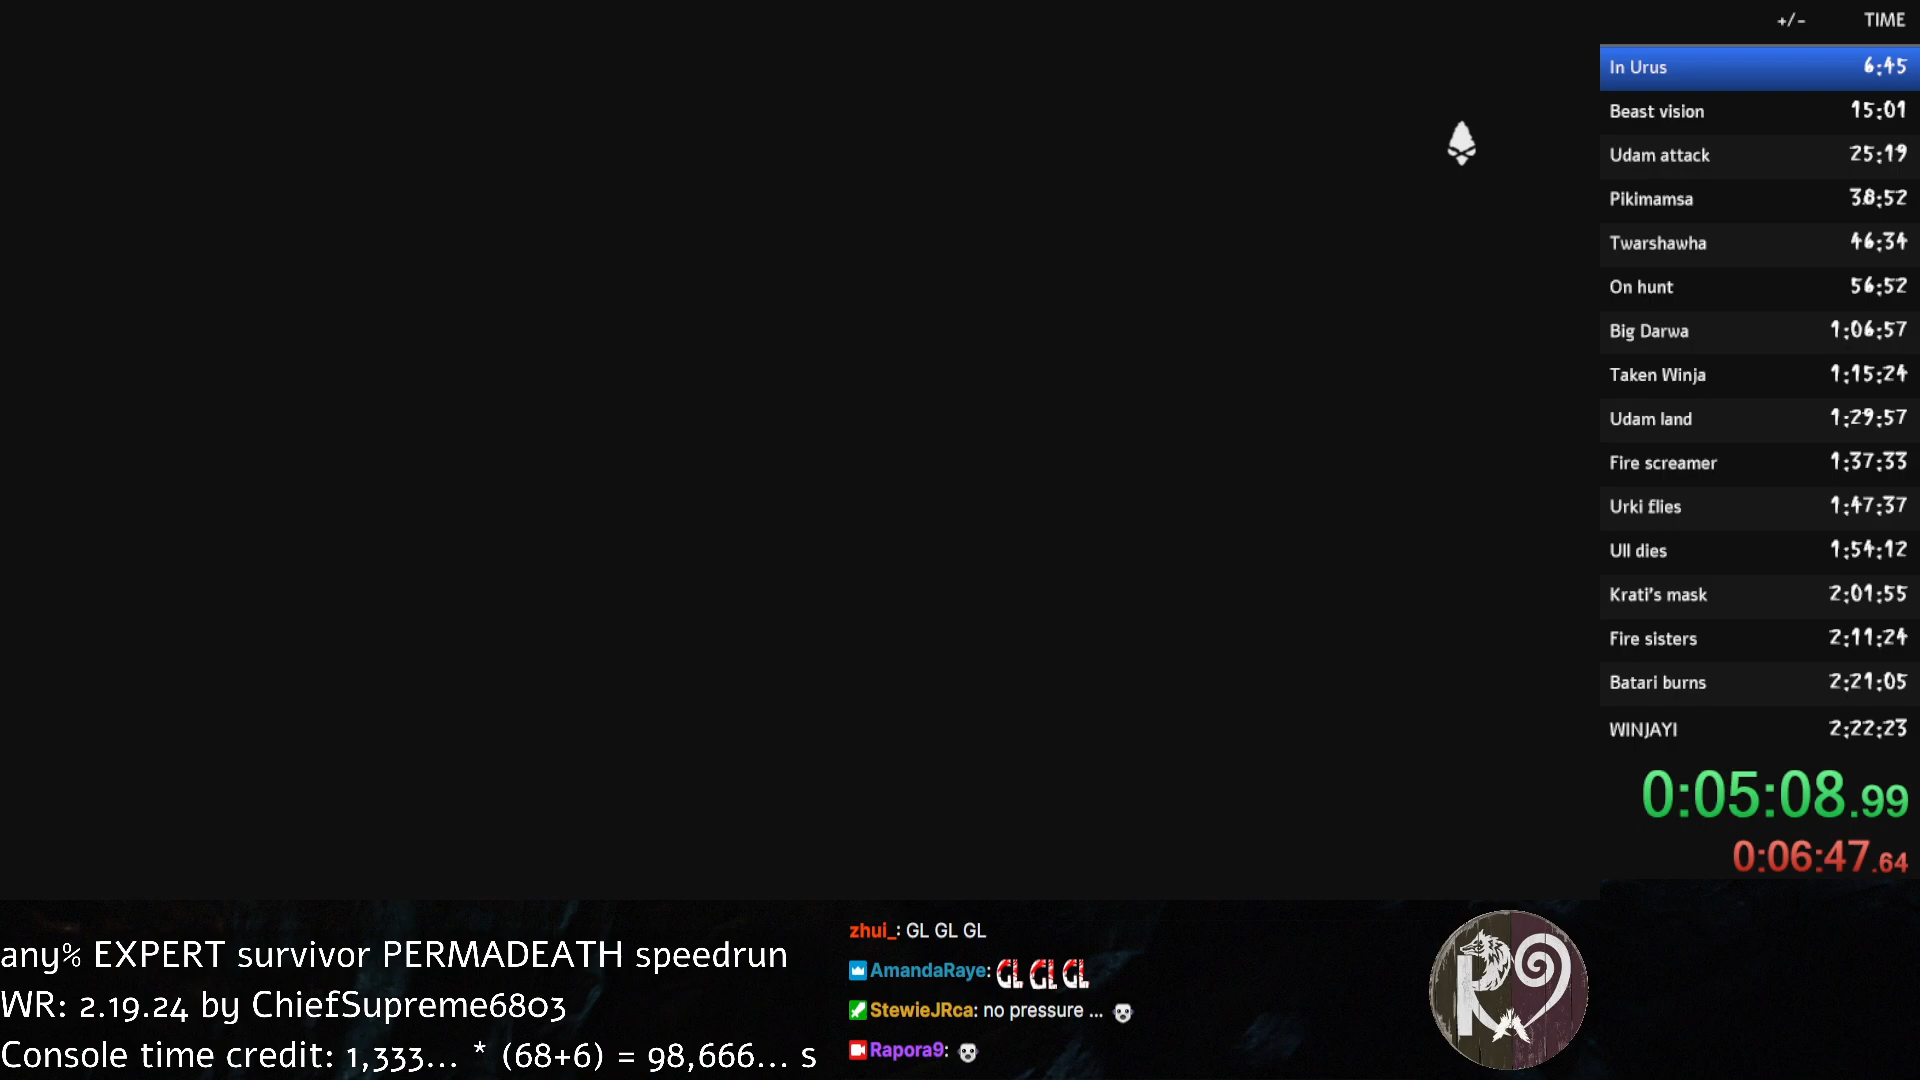 +/- TIME
In Urus 6:45
Beast vision 15:01
Udam attack 25:19
Pikimamsa 38:52
Twarshawha 46:34
On hunt 56:52
Big Darwa 1:06:57
Taken Winja 1:15:24
Udam land 1:29:57
Fire screamer 1:37:33
Urki flies 1:47:37
Ull dies 1:54:12
Krati's mask 2:01:55
Fire sisters 2:11:24
Batari burns 2:21:05
WINJAYI 2:22:23
0:05:08.99
0:06:47.64
any% EXPERT survivor PERMADEATH speedrun
WR: 2.19.24 by ChiefSupreme6803
Console time credit: 1,333... * (68+6) = 98,666... s
zhui_: GL GL GL
AmandaRaye: GL GL GL
StewieJRca: no pressure ...
Rapora9:
R9